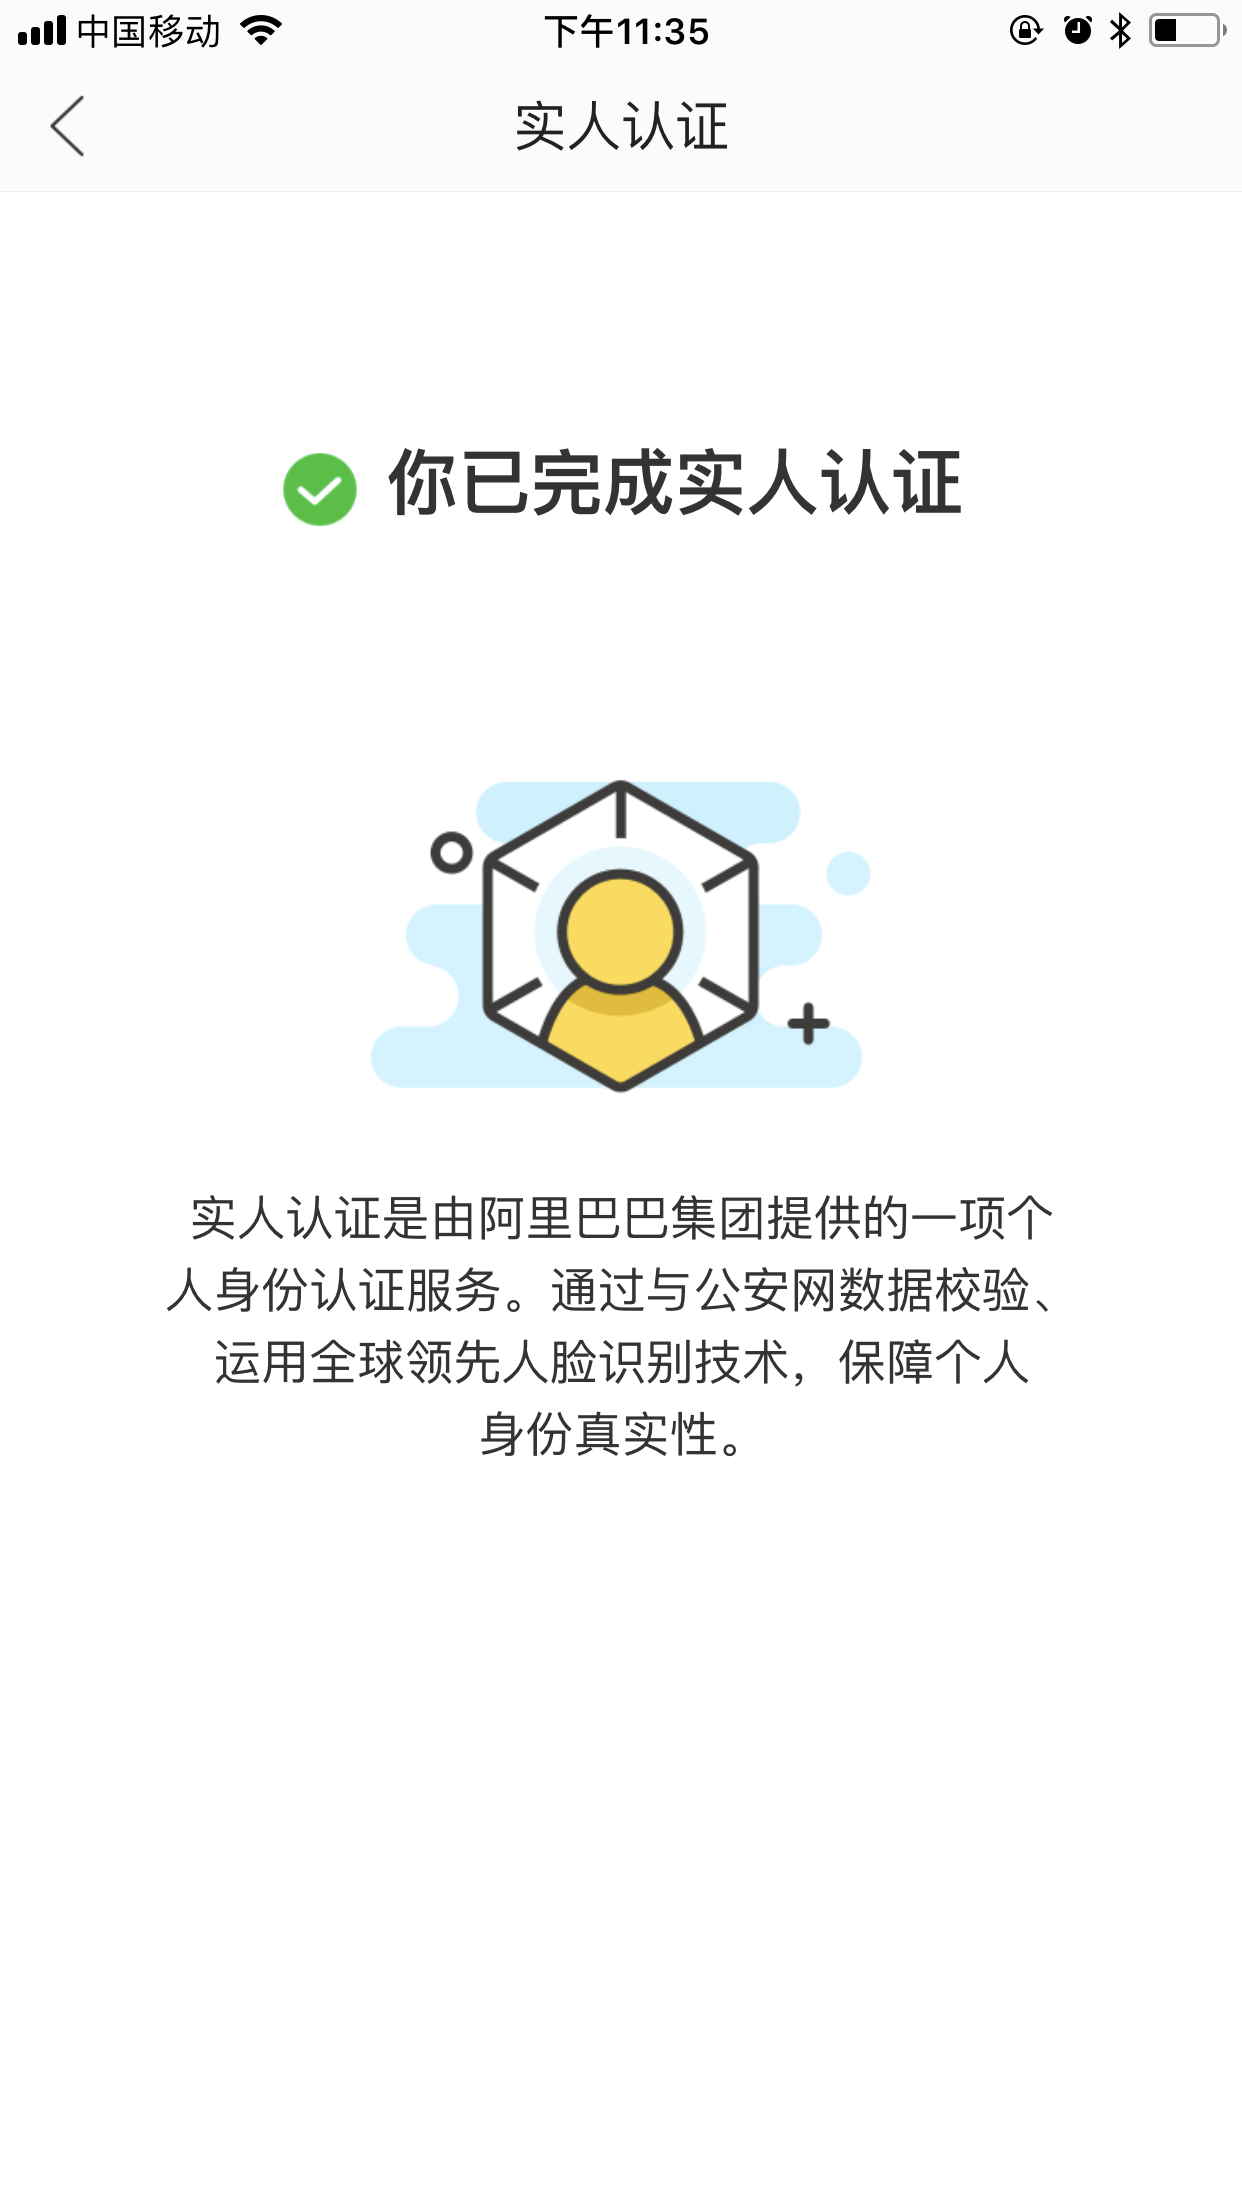 中国移动
下午11:35
实人认证
你已完成实人认证
实人认证是由阿里巴巴集团提供的一项个
人身份认证服务。通过与公安网数据校验、
运用全球领先人脸识别技术，保障个人
身份真实性。